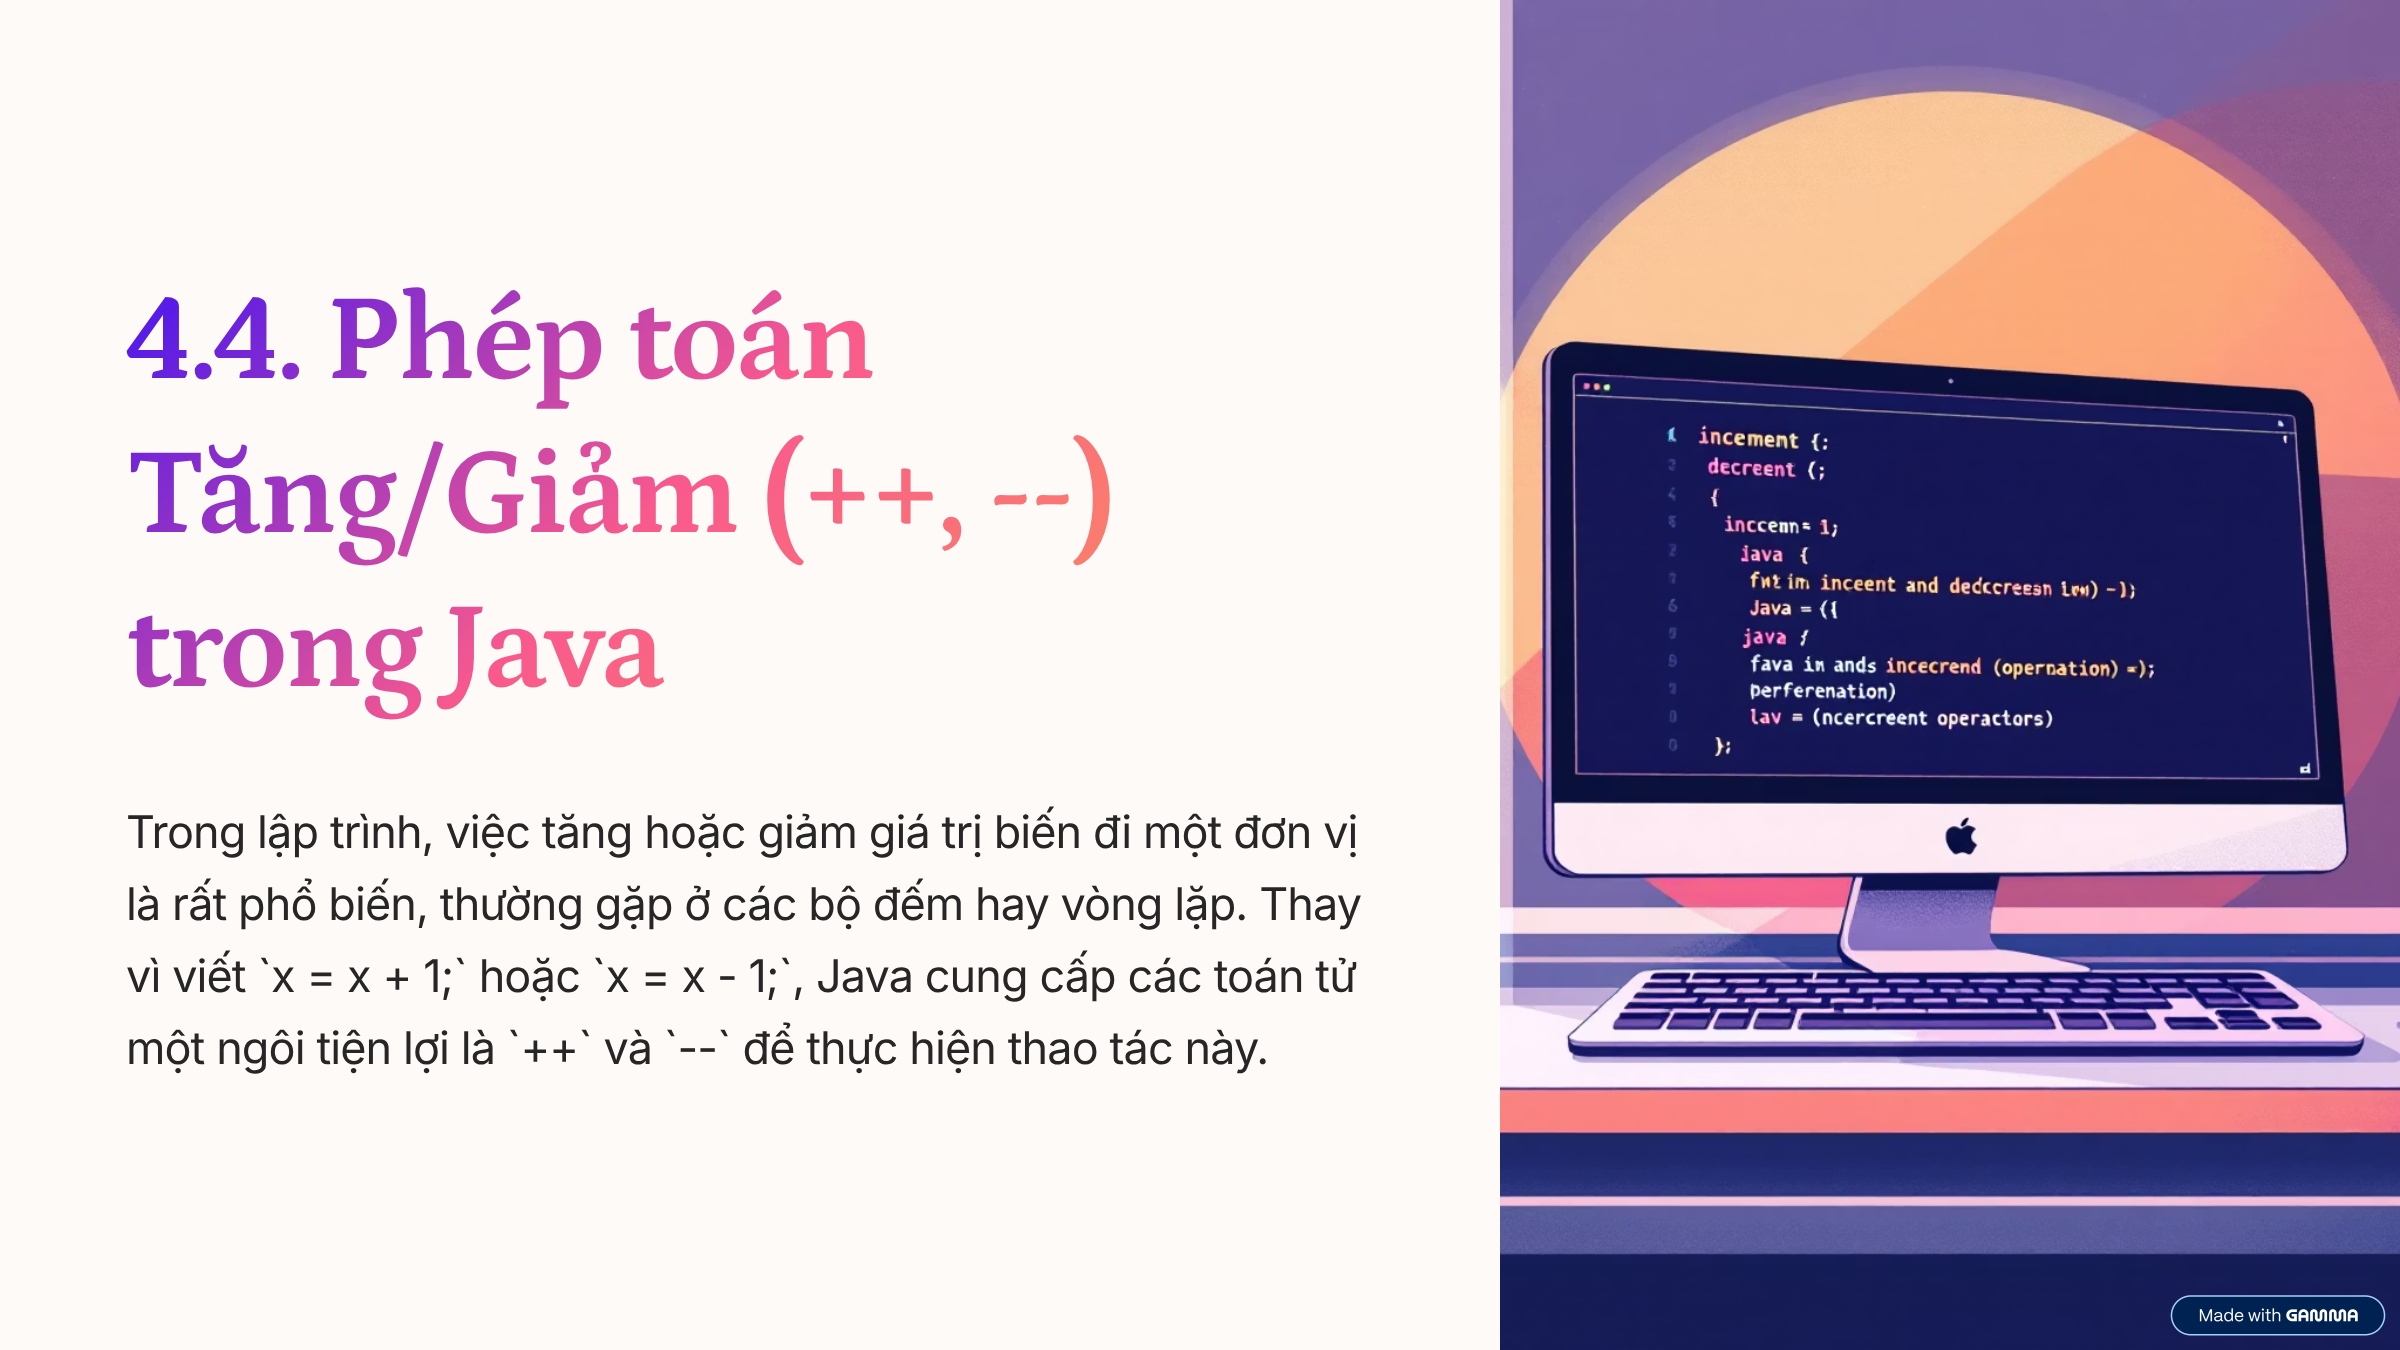 4.4. Phép toán
Tăng/Giảm (++, --)
trong Java
Trong lập trình, việc tăng hoặc giảm giá trị biến đi một đơn vị
là rất phổ biến, thường gặp ở các bộ đếm hay vòng lặp. Thay
vì viết `x = x + 1;` hoặc `x = x - 1;`, Java cung cấp các toán tử
một ngôi tiện lợi là `++` và `--` để thực hiện thao tác này.
incement {:
decreent (;
{
inccemn= 1;
java {
inceent and dedccreesn
Java = ({
java {
fava in ands incecrend (opernation) =);
perferenation)
lav = (ncercreent operactors)
};
Made with GAMMA